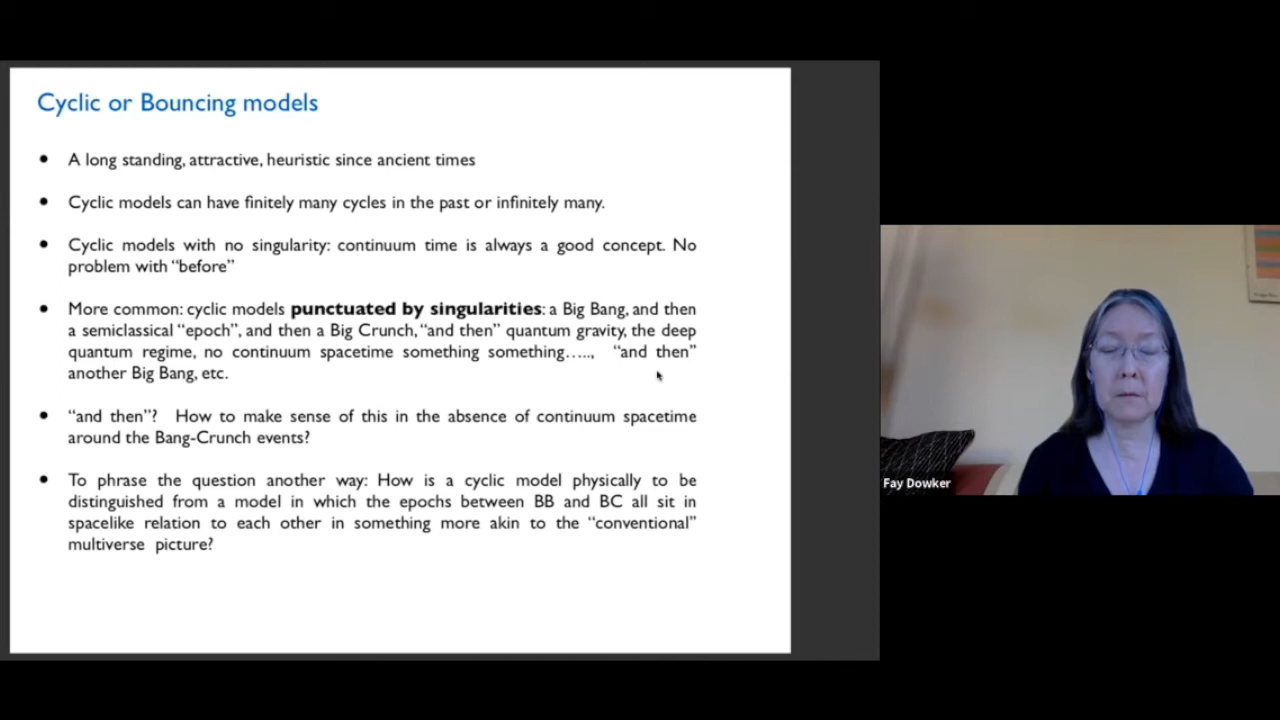 Cyclic or Bouncing models
• A long standing, attractive, heuristic since ancient times
• Cyclic models can have finitely many cycles in the past or infinitely many.
• Cyclic models with no singularity: continuum time is always a good concept. No
problem with “before”
• More common: cyclic models punctuated by singularities: a Big Bang, and then
a semiclassical “epoch”, and then a Big Crunch, “and then” quantum gravity, the deep
quantum regime, no continuum spacetime something something....., “and then”
another Big Bang, etc.
• “and then”? How to make sense of this in the absence of continuum spacetime
around the Bang-Crunch events?
• To phrase the question another way: How is a cyclic model physically to be
distinguished from a model in which the epochs between BB and BC all sit in
spacelike relation to each other in something more akin to the “conventional”
multiverse picture?
Fay Dowker